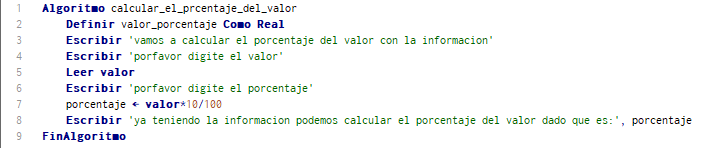 1 Algoritmo calcular_el_prcentaje_del_valor
2 Definir valor_porcentaje Como Real
3 Escribir 'vamos a calcular el porcentaje del valor con la informacion'
4 Escribir 'porfavor digite el valor'
5 Leer valor
6 Escribir 'porfavor digite el porcentaje'
7 porcentaje ← valor*10/100
8 Escribir 'ya teniendo la informacion podemos calcular el porcentaje del valor dado que es:', porcentaje
9 FinAlgoritmo